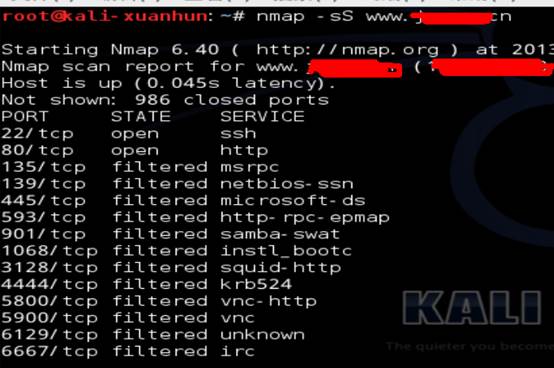 root@kali-xuanhun:~# nmap -sS www.j cn
Starting Nmap 6.40 ( http://nmap.org ) at 2013
Nmap scan report for www. (1
Host is up (0.045s latency).
Not shown: 986 closed ports
PORT STATE SERVICE
22/tcp open ssh
80/tcp open http
135/tcp filtered msrpc
139/tcp filtered netbios-ssn
445/tcp filtered microsoft-ds
593/tcp filtered http-rpc-epmap
901/tcp filtered samba-swat
1068/tcp filtered instl_bootc
3128/tcp filtered squid-http
4444/tcp filtered krb524
5800/tcp filtered vnc-http
5900/tcp filtered vnc
6129/tcp filtered unknown
6667/tcp filtered irc
KALI
The quieter you become